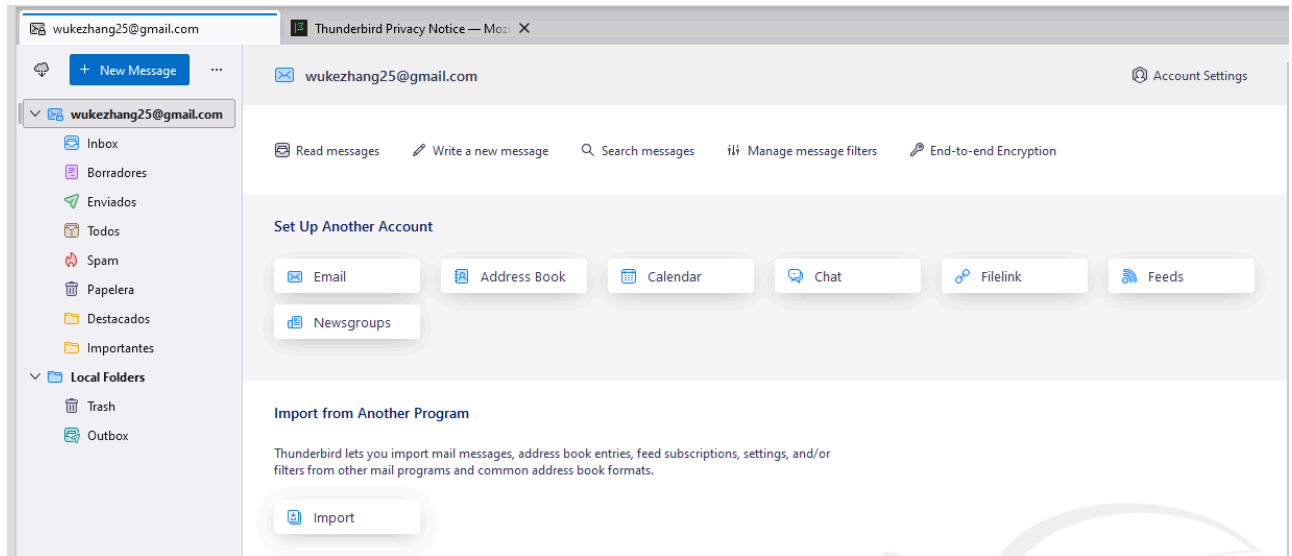 wukezhang25@gmail.com
Thunderbird Privacy Notice — Mozi
+ New Message
wukezhang25@gmail.com
Account Settings
wukezhang25@gmail.com
Inbox
Borradores
Enviados
Todos
Spam
Papelera
Destacados
Importantes
Local Folders
Trash
Outbox
Read messages
Write a new message
Search messages
Manage message filters
End-to-end Encryption
Set Up Another Account
Email
Address Book
Calendar
Chat
Filelink
Feeds
Newsgroups
Import from Another Program
Thunderbird lets you import mail messages, address book entries, feed subscriptions, settings, and/or
filters from other mail programs and common address book formats.
Import